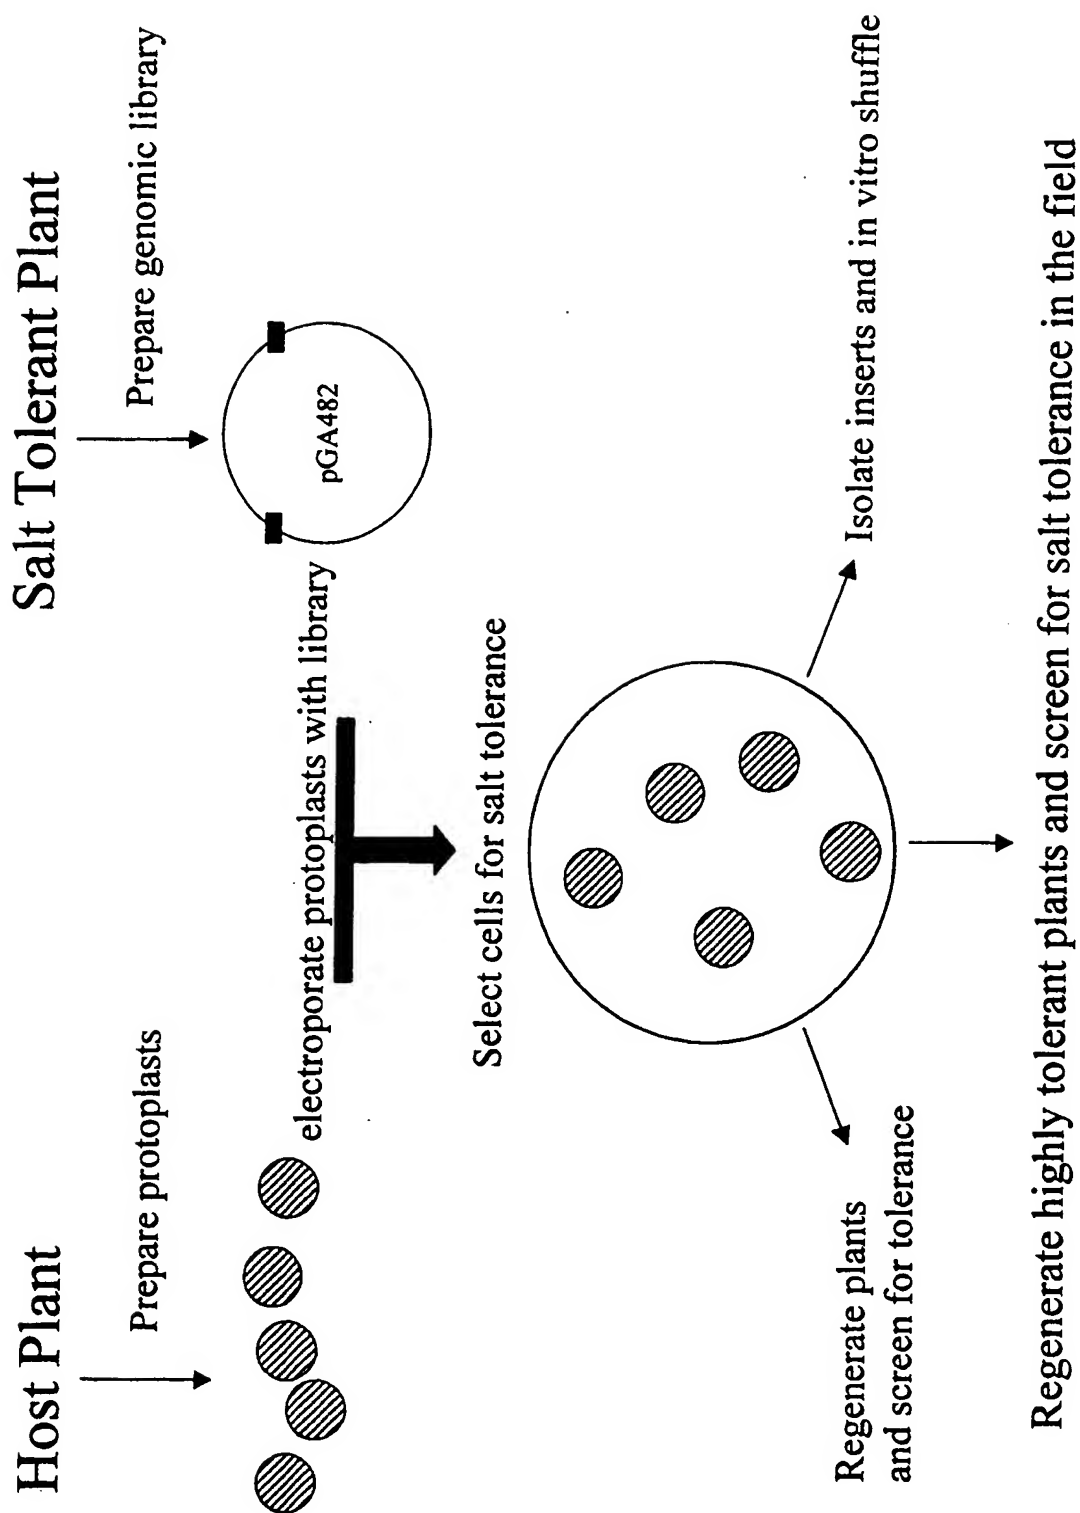 Host Plant
Salt Tolerant Plant
Prepare protoplasts
Prepare genomic library
pGA482
electroporate protoplasts with library
Select cells for salt tolerance
Regenerate plants
and screen for tolerance
Isolate inserts and in vitro shuffle
Regenerate highly tolerant plants and screen for salt tolerance in the field